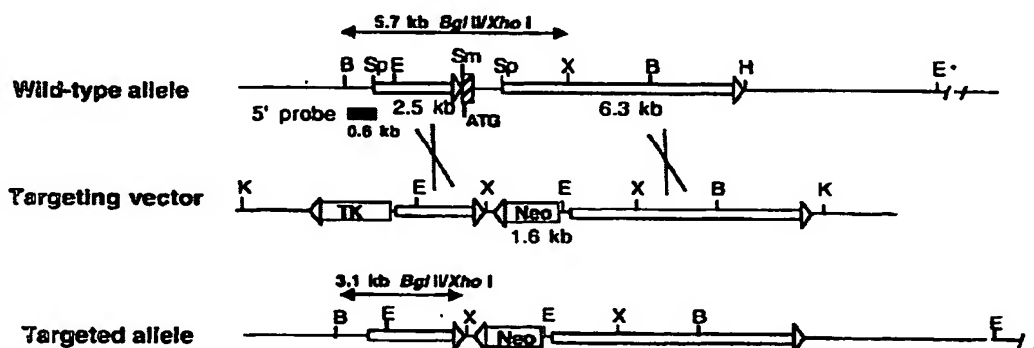 5.7 kb Bgl II/Xho I
B Sp E Sm Sp X B H E*
Wild-type allele
2.5 kb 6.3 kb
5' probe ATG
0.6 kb
Targeting vector
K E X E X B K
TK Neo
1.6 kb
3.1 kb Bgl II/Xho I
B E X E X B E
Targeted allele
Neo